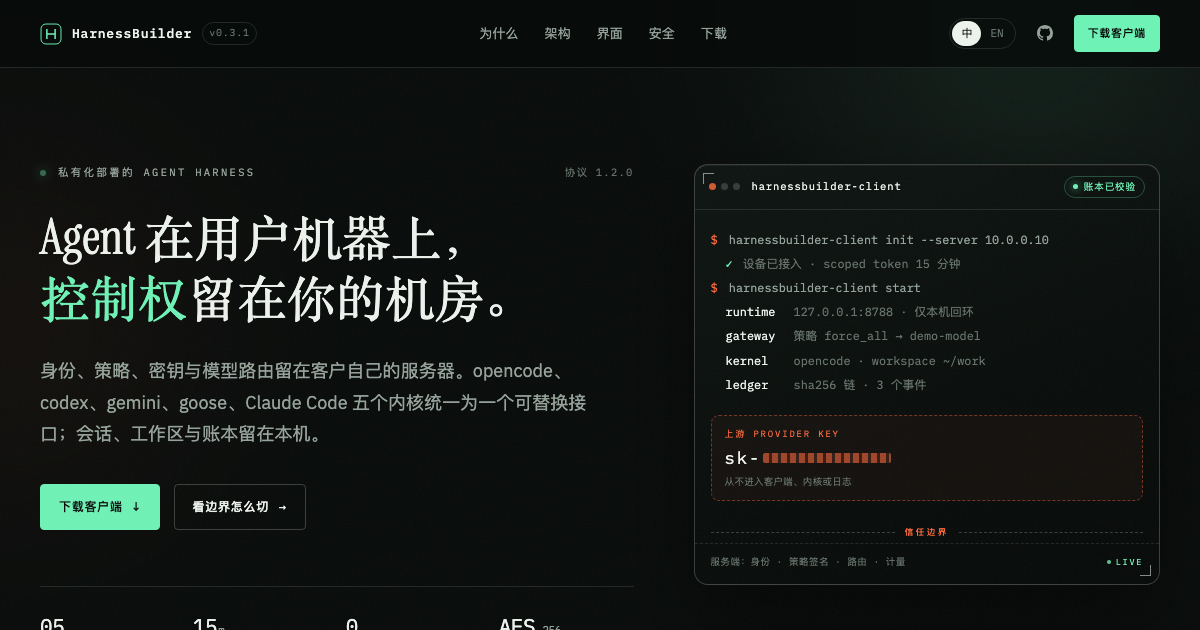 HarnessBuilder v0.3.1 为什么 架构 界面 安全 下载 中 EN 下载客户端
私有化部署的 AGENT HARNESS 协议 1.2.0
Agent 在用户机器上，
控制权留在你的机房。
身份、策略、密钥与模型路由留在客户自己的服务器。opencode、
codex、gemini、goose、Claude Code 五个内核统一为一个可替换接
口；会话、工作区与账本留在本机。
下载客户端 ↓ 看边界怎么切 →
harnessbuilder-client 账本已校验
$ harnessbuilder-client init --server 10.0.0.10
✓ 设备已接入 · scoped token 15 分钟
$ harnessbuilder-client start
runtime 127.0.0.1:8788 · 仅本机回环
gateway 策略 force_all → demo-model
kernel opencode · workspace ~/work
ledger sha256 链 · 3 个事件
上游 PROVIDER KEY
sk-
从不进入客户端、内核或日志
信任边界
服务端：身份 · 策略签名 · 路由 · 计量 LIVE
05 15 0 AES 256